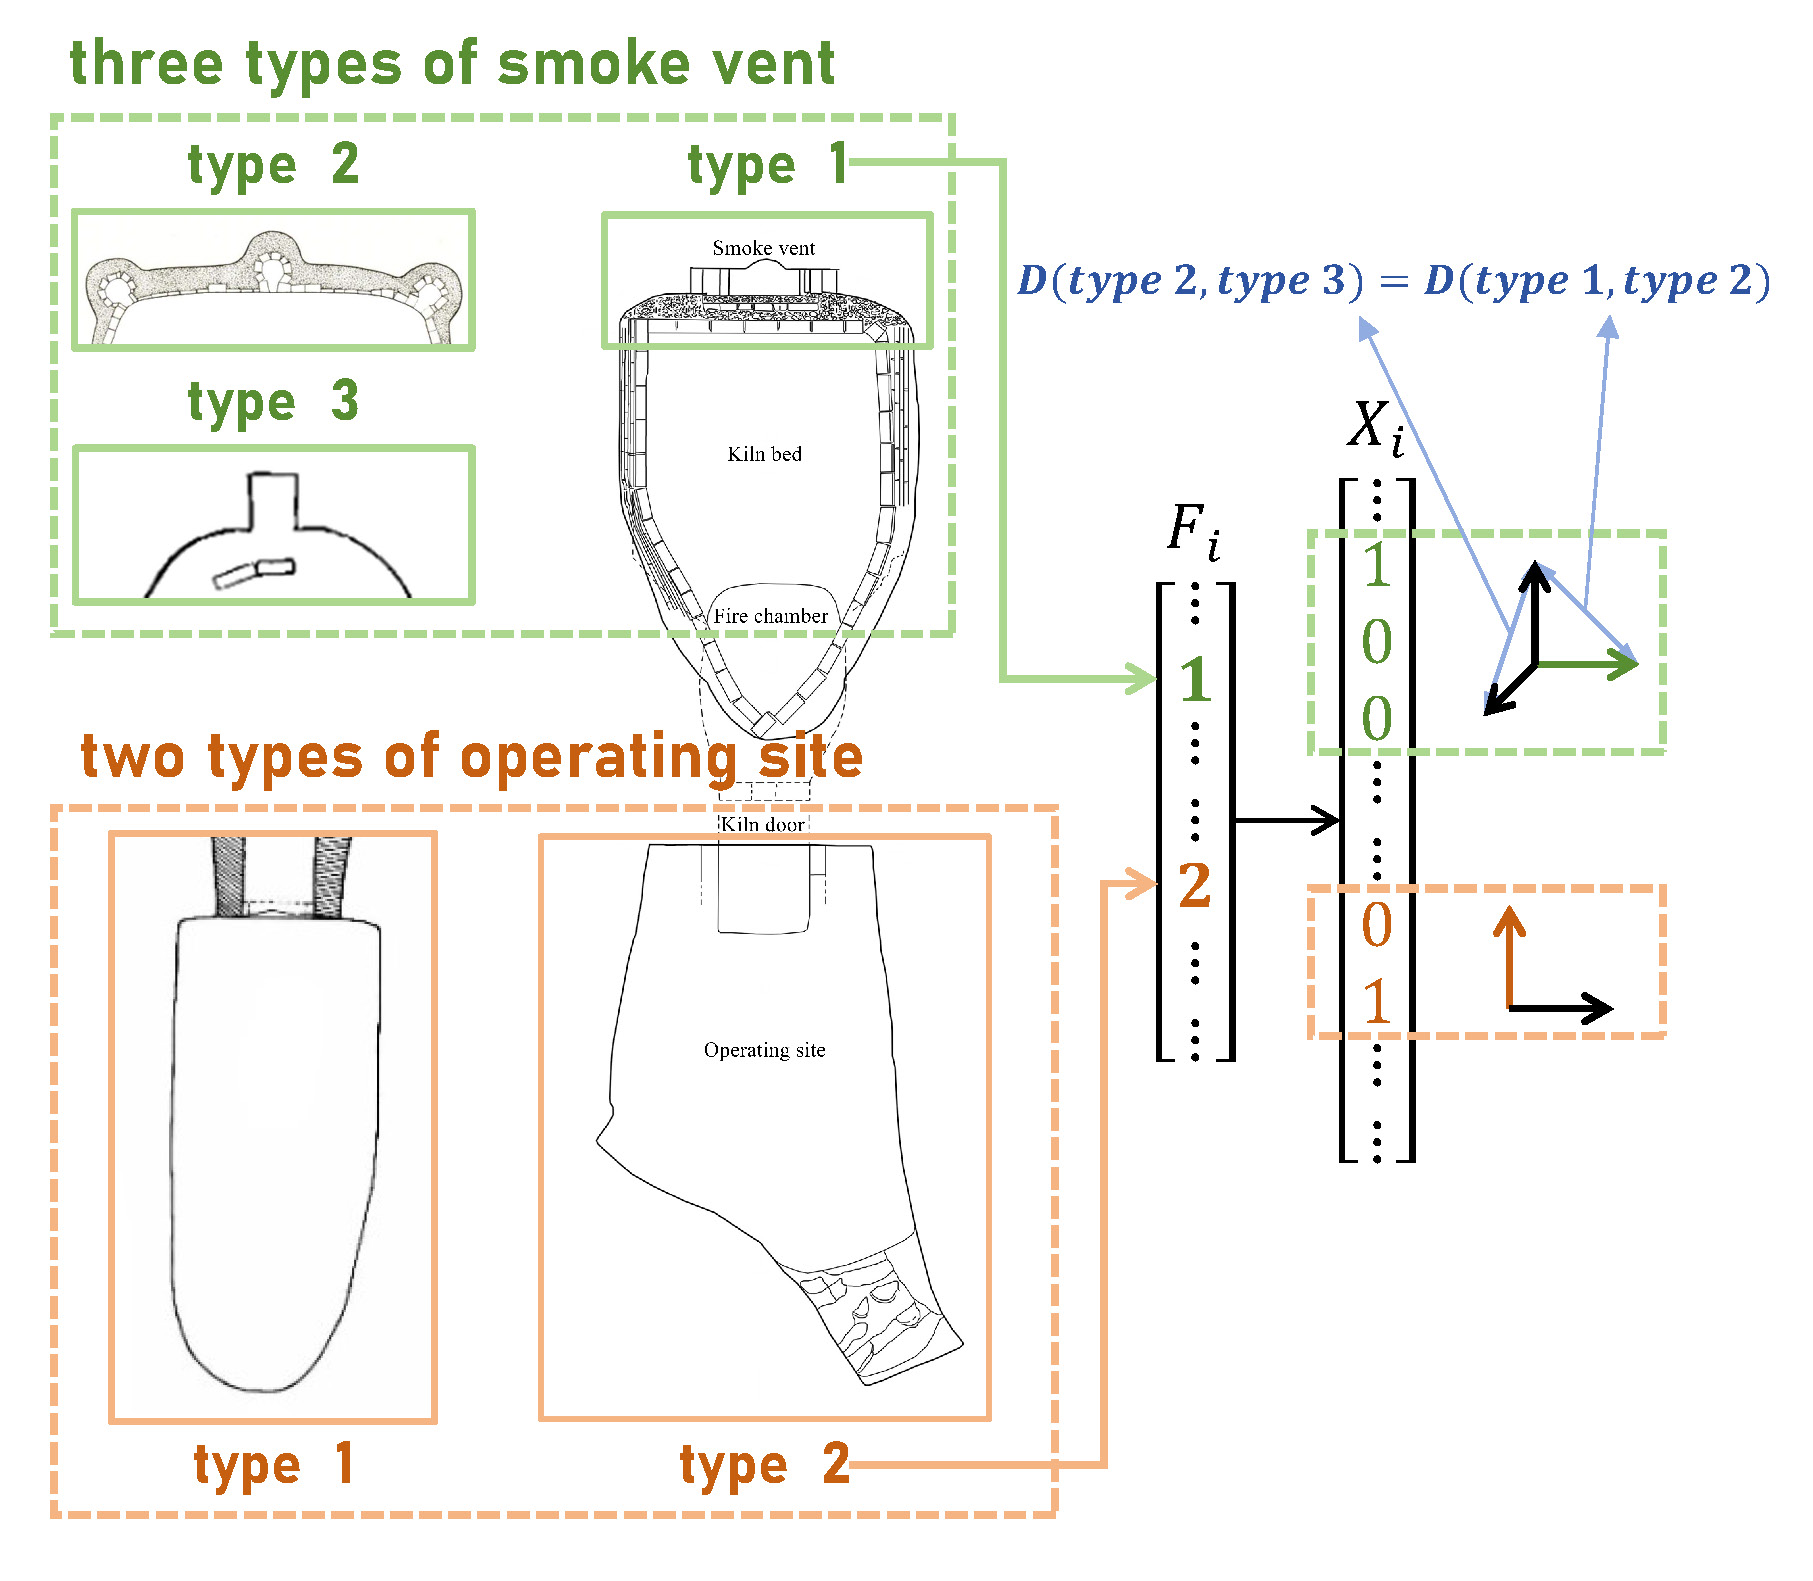 three types of smoke vent
type 2
type 1
Smoke vent
D(type 2, type 3) = D(type 1, type 2)
type 3
Kiln bed
X_i
F_i
Fire chamber
⋮
1
0
0
⋮
⋮
0
1
⋮
⋮
⋮
1
⋮
⋮
2
⋮
⋮
two types of operating site
Kiln door
Operating site
type 1
type 2